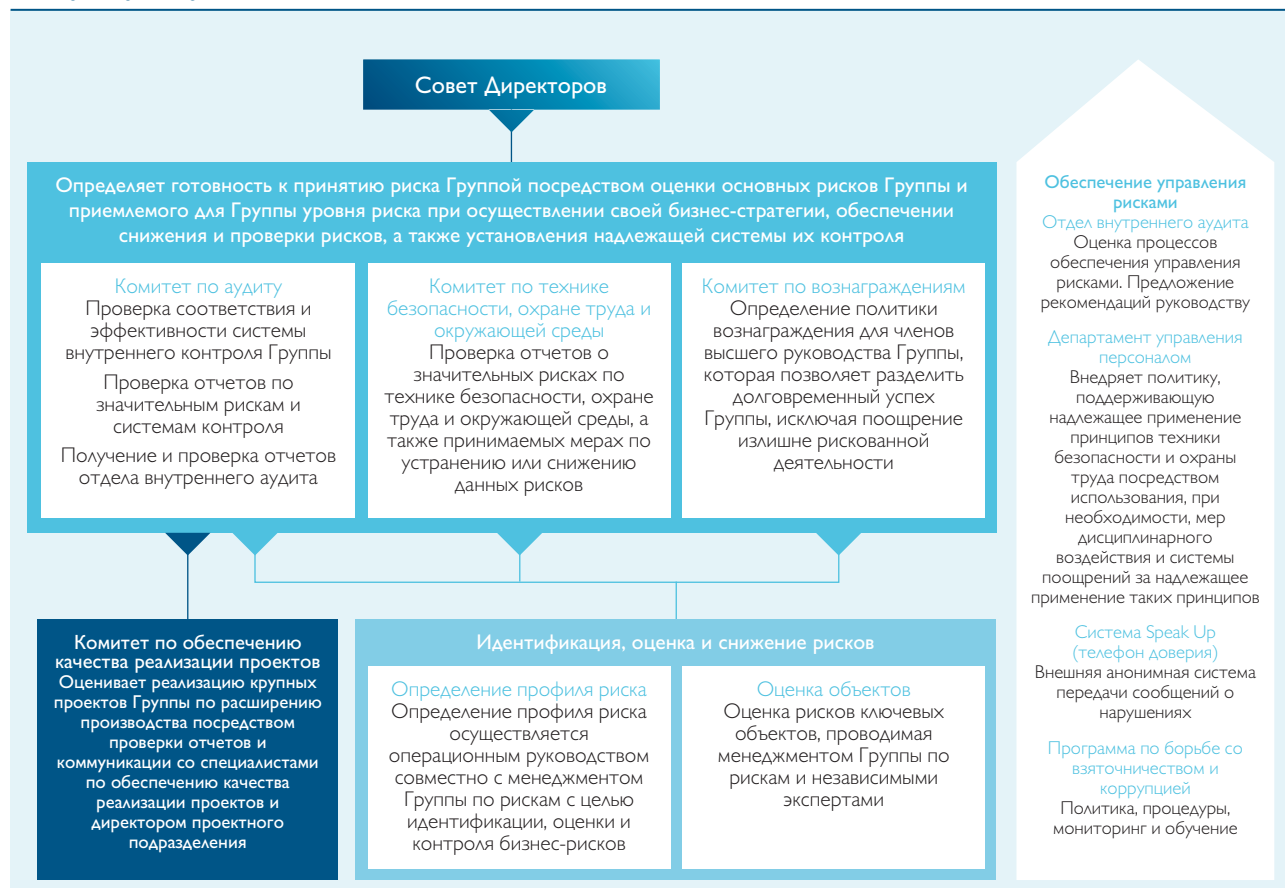 Совет Директоров
Определяет готовность к принятию риска Группой посредством оценки основных рисков Группы и
приемлемого для Группы уровня риска при осуществлении своей бизнес-стратегии, обеспечении
снижения и проверки рисков, а также установления надлежащей системы их контроля
Комитет по аудиту
Проверка соответствия и
эффективности системы
внутреннего контроля Группы
Проверка отчетов по
значительным рискам и
системам контроля
Получение и проверка отчетов
отдела внутреннего аудита
Комитет по технике
безопасности, охране труда и
окружающей среды
Проверка отчетов о
значительных рисках по
технике безопасности, охране
труда и окружающей среды, а
также принимаемых мерах по
устранению или снижению
данных рисков
Комитет по вознаграждениям
Определение политики
вознаграждения для членов
высшего руководства Группы,
которая позволяет разделить
долговременный успех
Группы, исключая поощрение
излишне рискованной
деятельности
Комитет по обеспечению
качества реализации проектов
Оценивает реализацию крупных
проектов Группы по расширению
производства посредством
проверки отчетов и
коммуникации со специалистами
по обеспечению качества
реализации проектов и
директором проектного
подразделения
Идентификация, оценка и снижение рисков
Определение профиля риска
Определение профиля риска
осуществляется
операционным руководством
совместно с менеджментом
Группы по рискам с целью
идентификации, оценки и
контроля бизнес-рисков
Оценка объектов
Оценка рисков ключевых
объектов, проводимая
менеджментом Группы по
рискам и независимыми
экспертами
Обеспечение управления
рисками
Отдел внутреннего аудита
Оценка процессов
обеспечения управления
рисками. Предложение
рекомендаций руководству
Департамент управления
персоналом
Внедряет политику,
поддерживающую
надлежащее применение
принципов техники
безопасности и охраны
труда посредством
использования, при
необходимости, мер
дисциплинарного
воздействия и системы
поощрений за надлежащее
применение таких принципов
Система Speak Up
(телефон доверия)
Внешняя анонимная система
передачи сообщений о
нарушениях
Программа по борьбе со
взяточничеством и
коррупцией
Политика, процедуры,
мониторинг и обучение